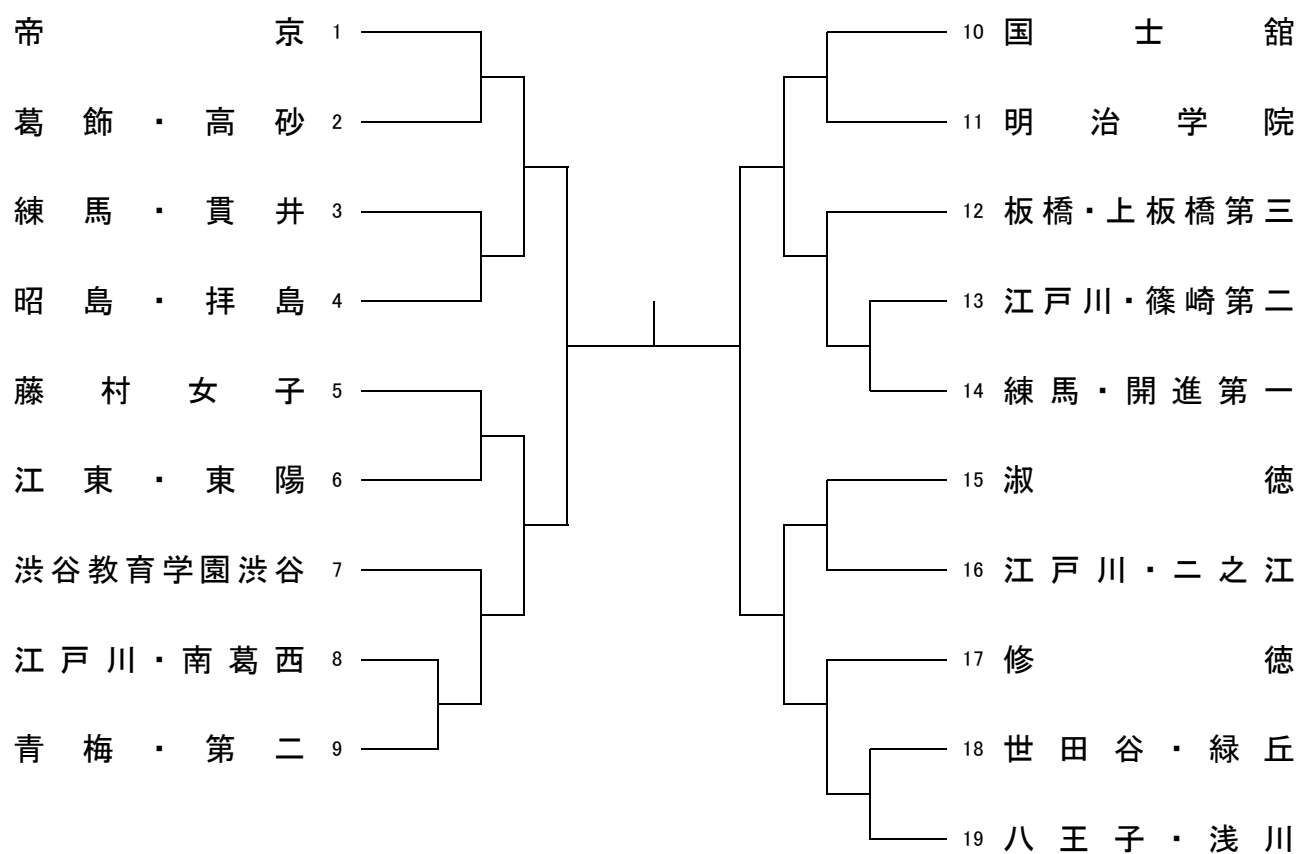 帝京 1
葛飾・高砂 2
練馬・貫井 3
昭島・拝島 4
藤村女子 5
江東・東陽 6
渋谷教育学園渋谷 7
江戸川・南葛西 8
青梅・第二 9
10 国士舘
11 明治学院
12 板橋・上板橋第三
13 江戸川・篠崎第二
14 練馬・開進第一
15 淑徳
16 江戸川・二之江
17 修徳
18 世田谷・緑丘
19 八王子・浅川